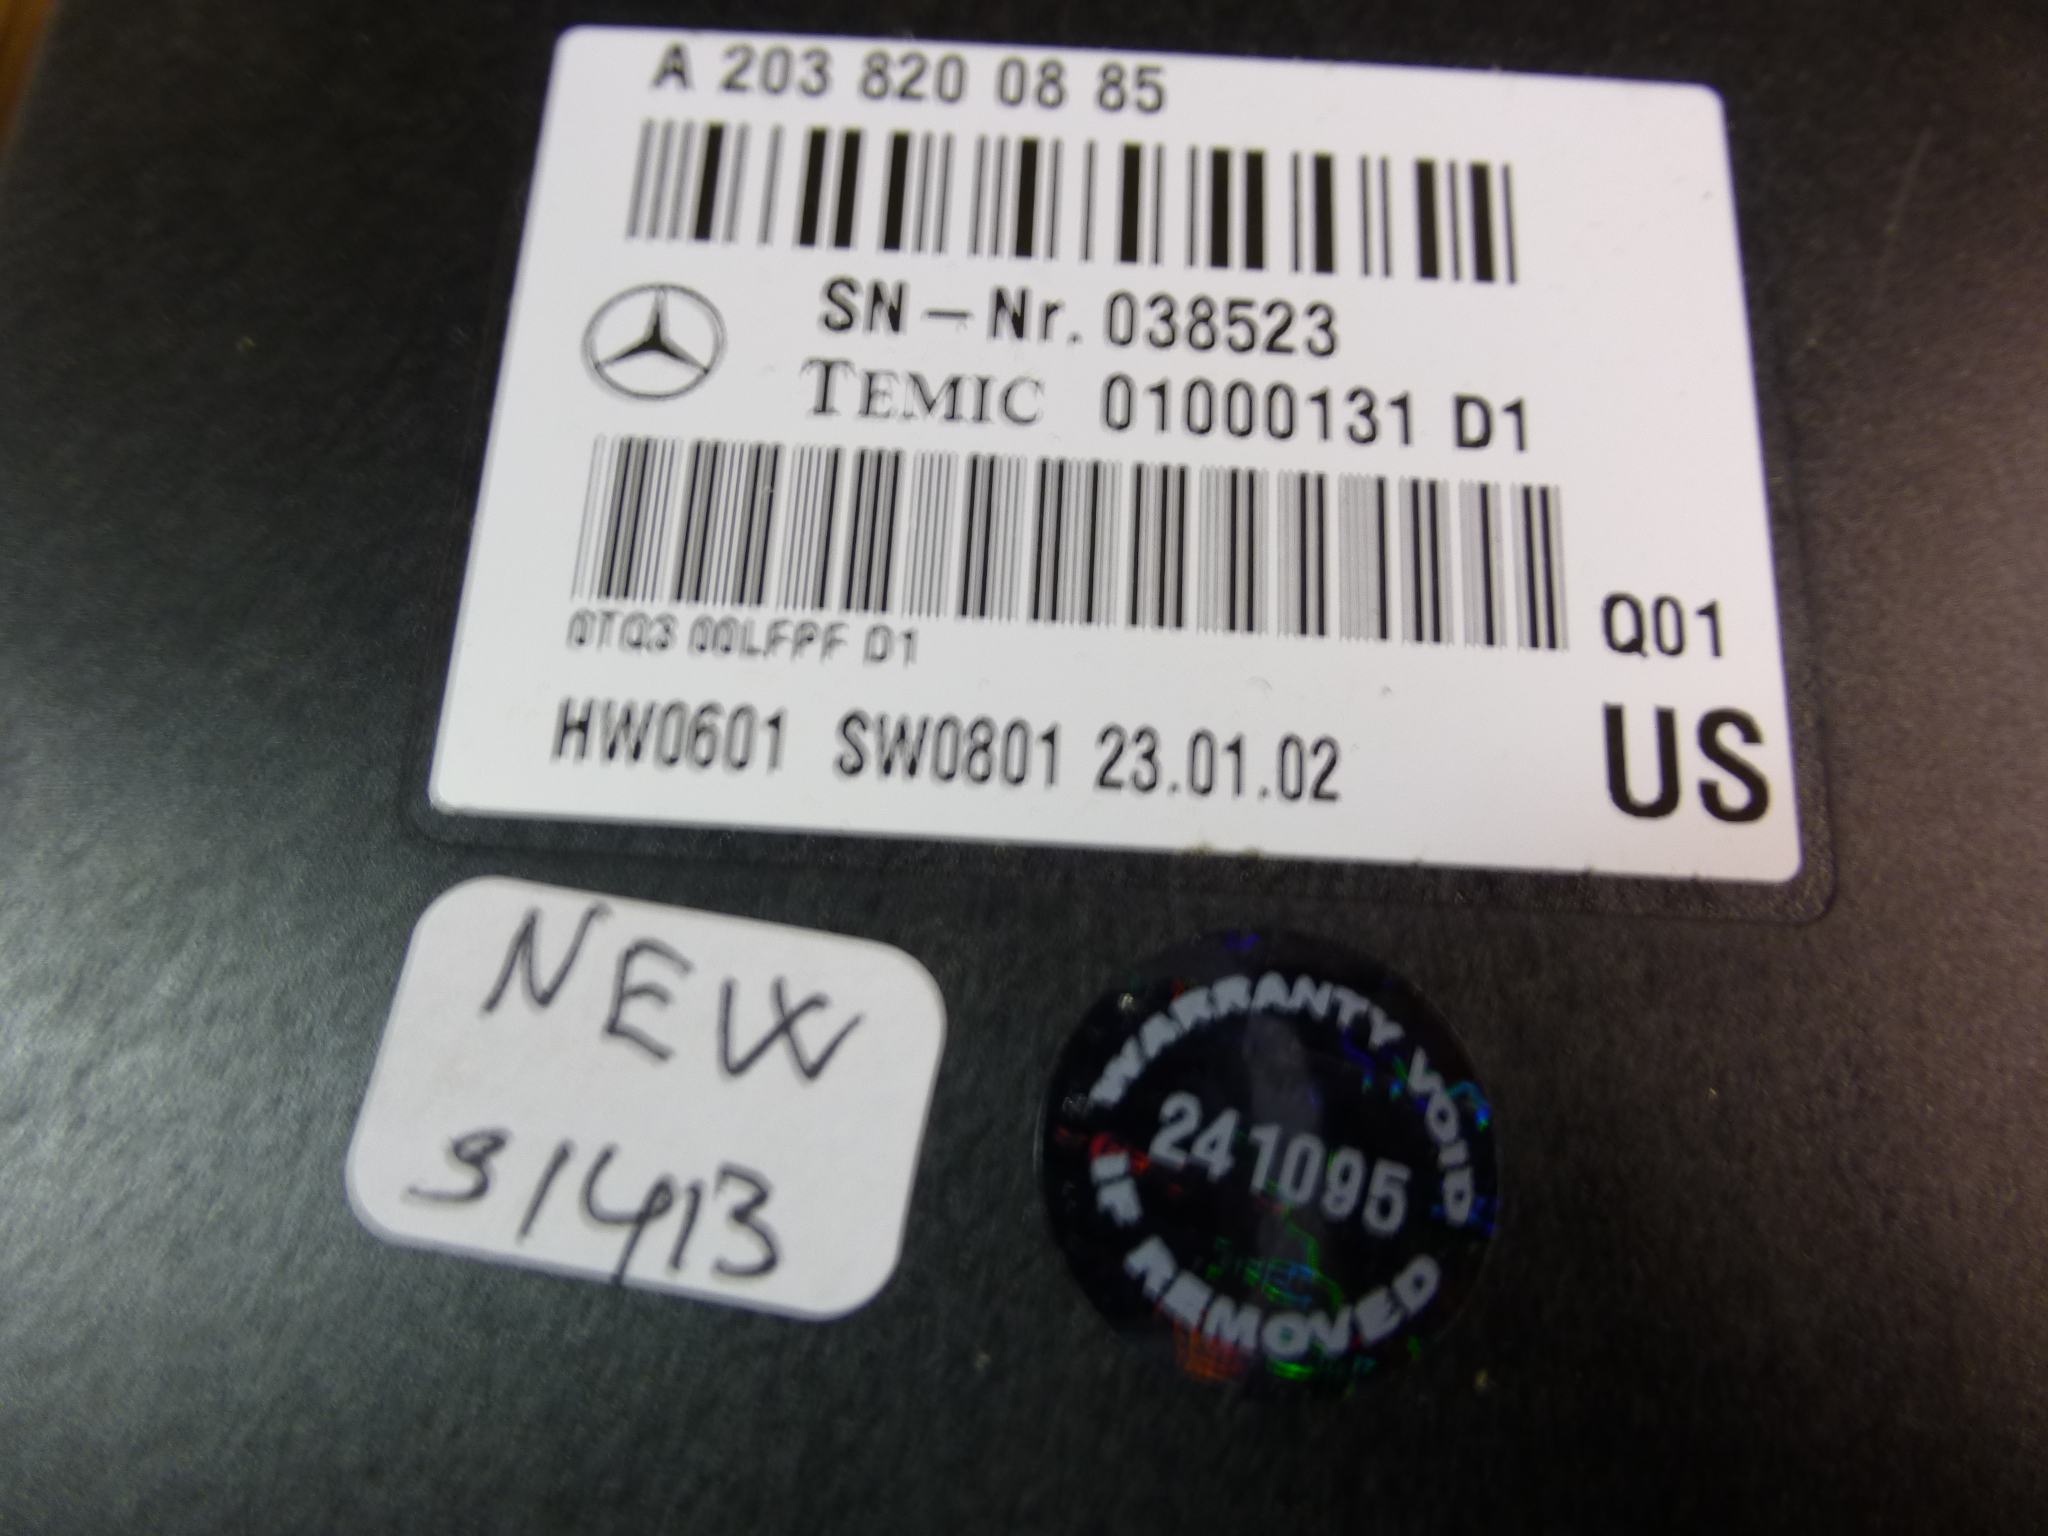 A 203 820 08 85
SN-Nr. 038523
TEMIC 01000131 D1
0TQ3 00LFPF D1
Q01
HW0601 SW0801 23.01.02
US
NEW
31413
WARRANTY VOID
241095
IF REMOVED